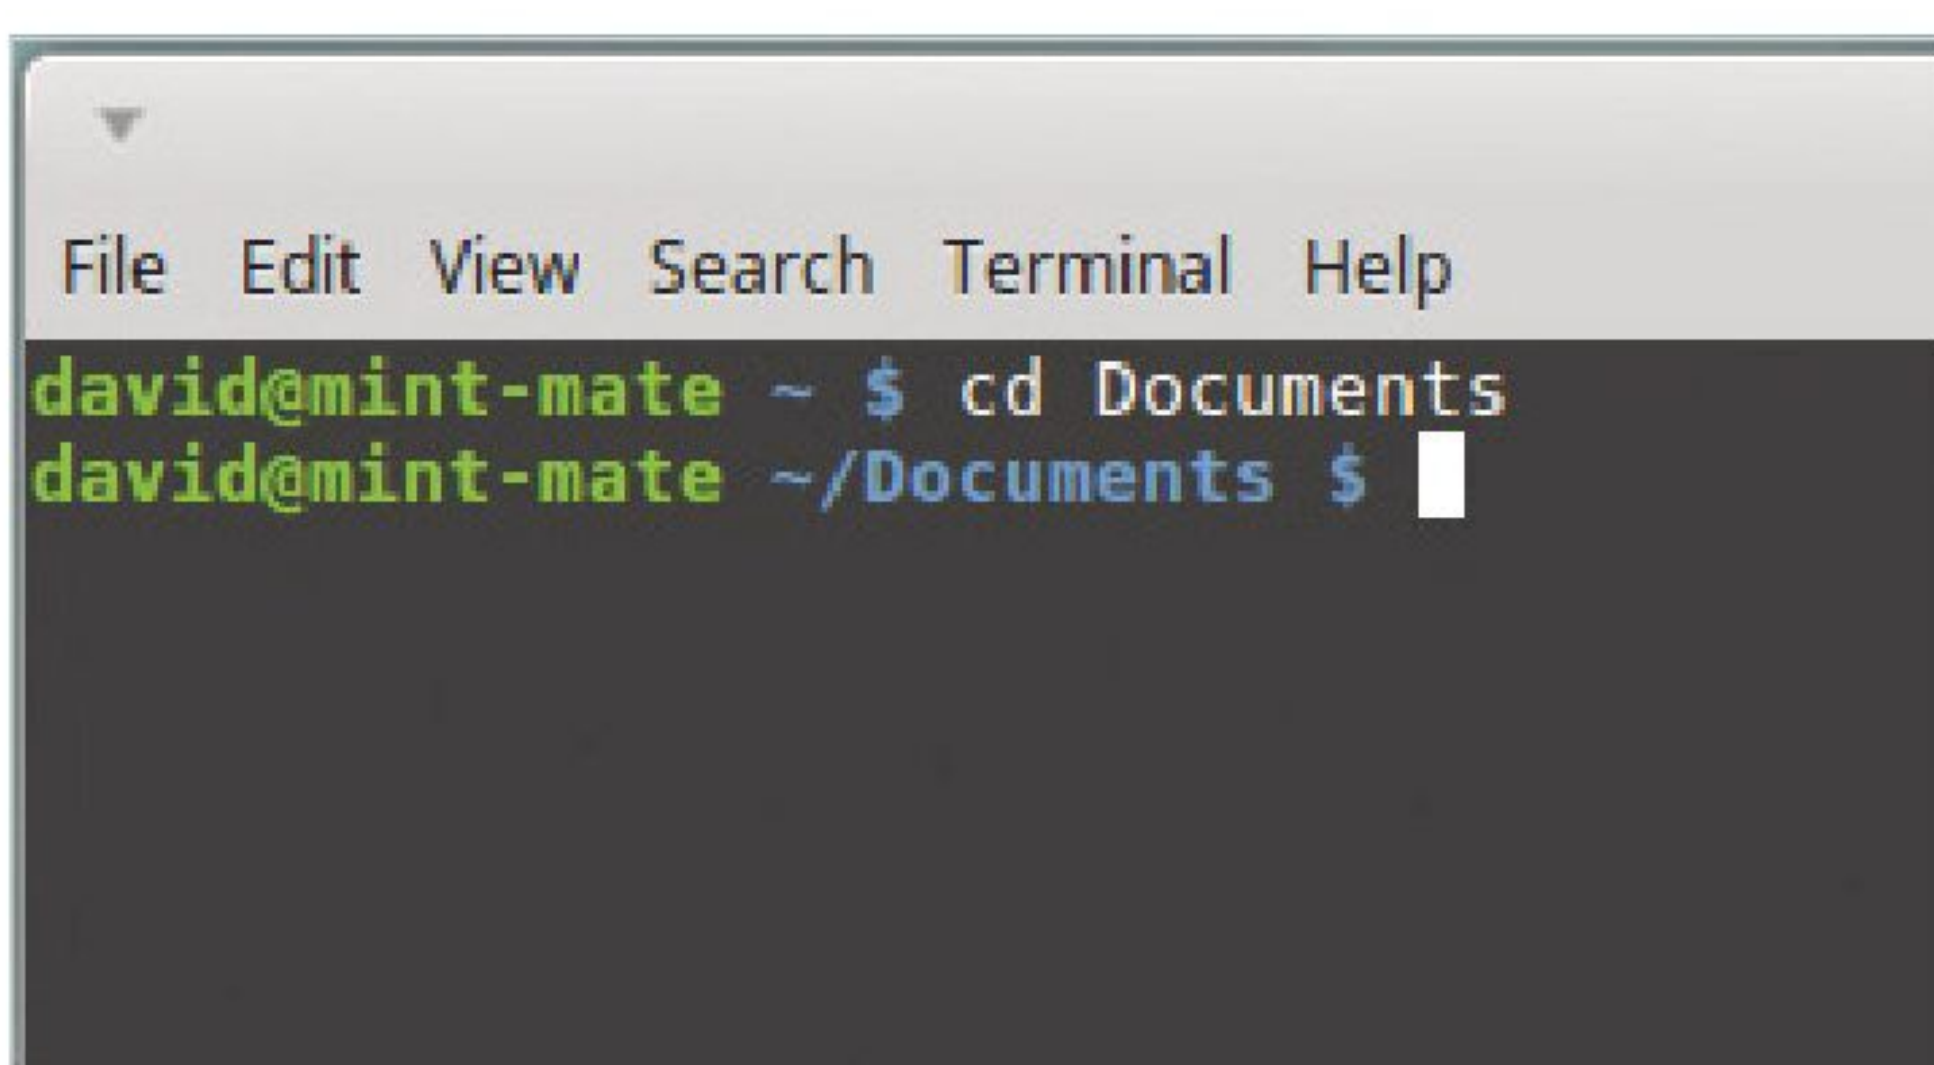 File Edit View Search Terminal Help
david@mint-mate ~ $ cd Documents
david@mint-mate ~/Documents $